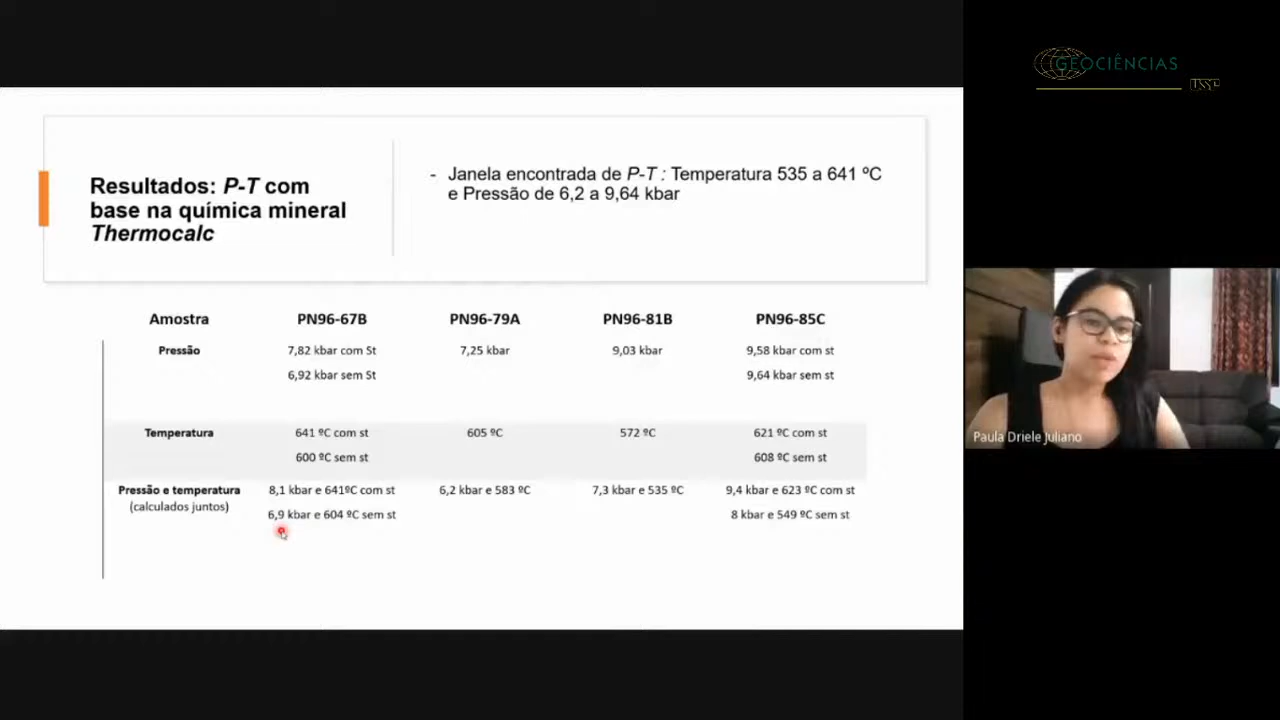 GEOCIÊNCIAS
USP
Resultados: P-T com
base na química mineral
Thermocalc
- Janela encontrada de P-T : Temperatura 535 a 641 ºC
e Pressão de 6,2 a 9,64 kbar
Amostra PN96-67B PN96-79A PN96-81B PN96-85C
Pressão 7,82 kbar com St 7,25 kbar 9,03 kbar 9,58 kbar com st
6,92 kbar sem St 9,64 kbar sem st
Temperatura 641 ºC com st 605 ºC 572 ºC 621 ºC com st
600 ºC sem st 608 ºC sem st
Pressão e temperatura 8,1 kbar e 641ºC com st 6,2 kbar e 583 ºC 7,3 kbar e 535 ºC 9,4 kbar e 623 ºC com st
(calculados juntos) 6,9 kbar e 604 ºC sem st 8 kbar e 549 ºC sem st
Paula Driele Juliano